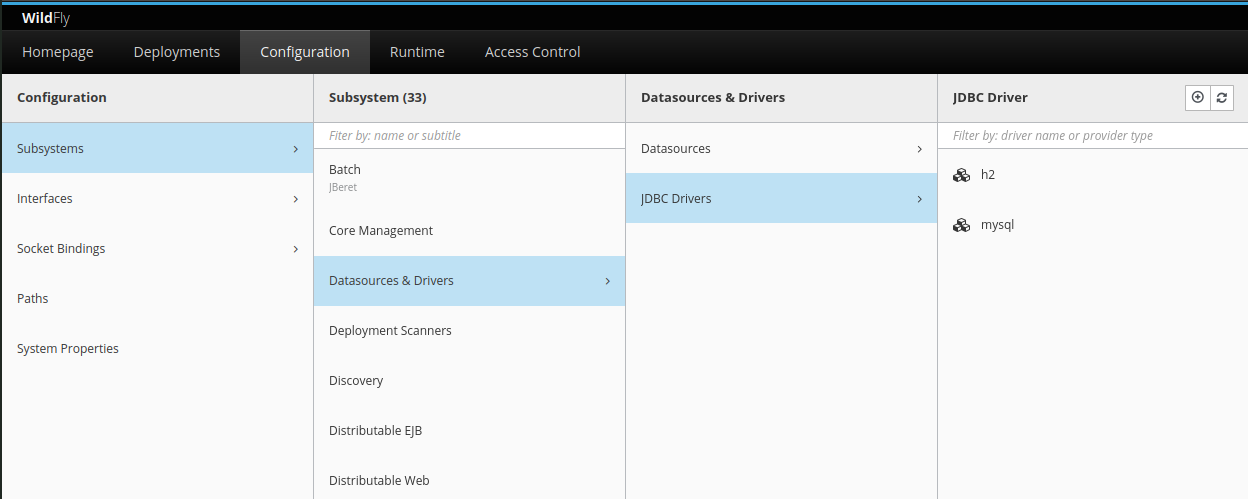 WildFly
Homepage Deployments Configuration Runtime Access Control
Configuration
Subsystems
Interfaces
Socket Bindings
Paths
System Properties
Subsystem (33)
Fiter by: name or subtitle
Batch
JBeret
Core Management
Datasources & Drivers
Deployment Scanners
Discovery
Distributable EJB
Distributable Web
Datasources & Drivers
Datasources
JDBC Drivers
JDBC Driver
Filter by: driver name or provider type
h2
mysql